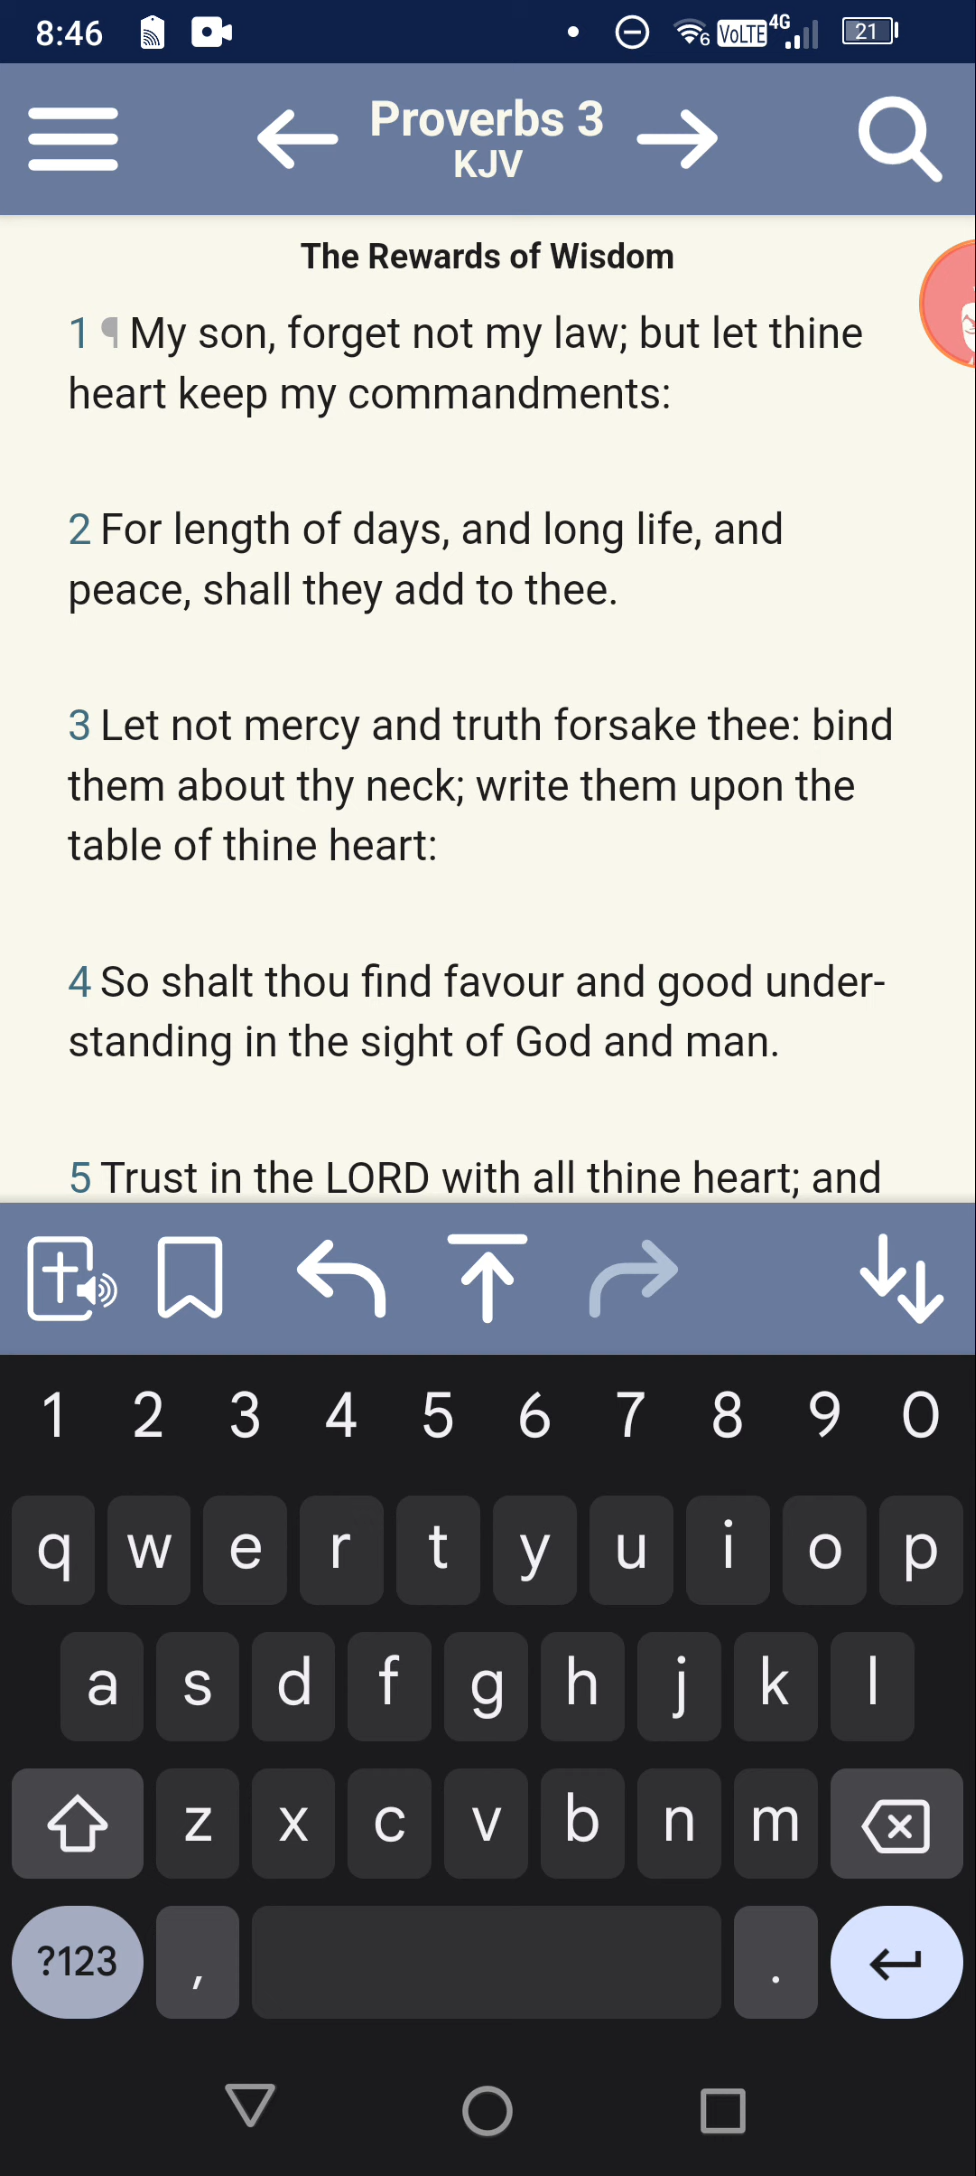 8:46
6 VoLTE 4G 21
Proverbs 3
KJV
The Rewards of Wisdom
1 ¶ My son, forget not my law; but let thine
heart keep my commandments:
2 For length of days, and long life, and
peace, shall they add to thee.
3 Let not mercy and truth forsake thee: bind
them about thy neck; write them upon the
table of thine heart:
4 So shalt thou find favour and good under-
standing in the sight of God and man.
5 Trust in the LORD with all thine heart; and
1 2 3 4 5 6 7 8 9 0
q w e r t y u i o p
a s d f g h j k l
z x c v b n m
?123 , .